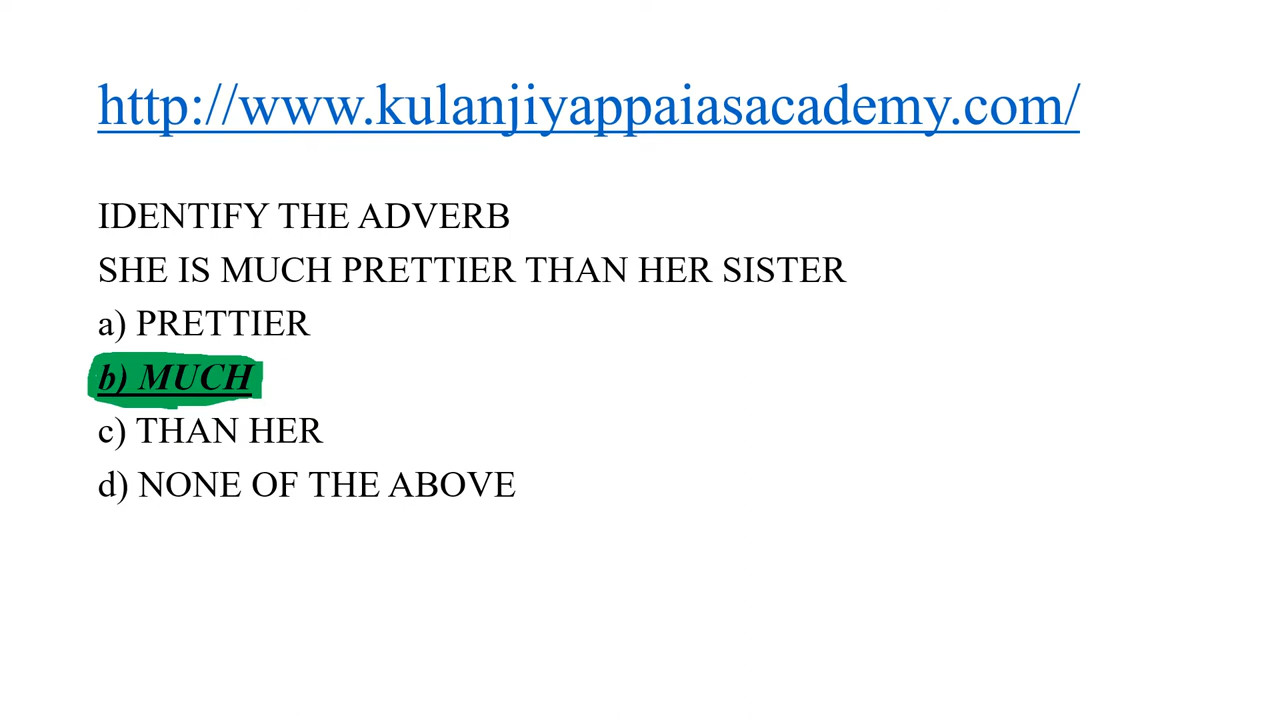 http://www.kulanjiyappaiasacademy.com/
IDENTIFY THE ADVERB
SHE IS MUCH PRETTIER THAN HER SISTER
a) PRETTIER
b) MUCH
c) THAN HER
d) NONE OF THE ABOVE